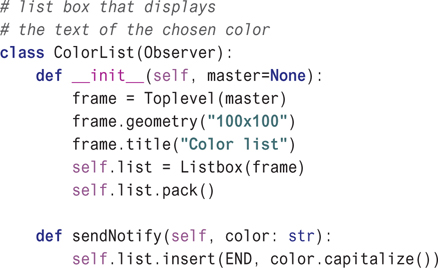 # list box that displays
# the text of the chosen color
class ColorList(Observer):
    def __init__(self, master=None):
        frame = Toplevel(master)
        frame.geometry("100x100")
        frame.title("Color list")
        self.list = Listbox(frame)
        self.list.pack()

    def sendNotify(self, color: str):
        self.list.insert(END, color.capitalize())